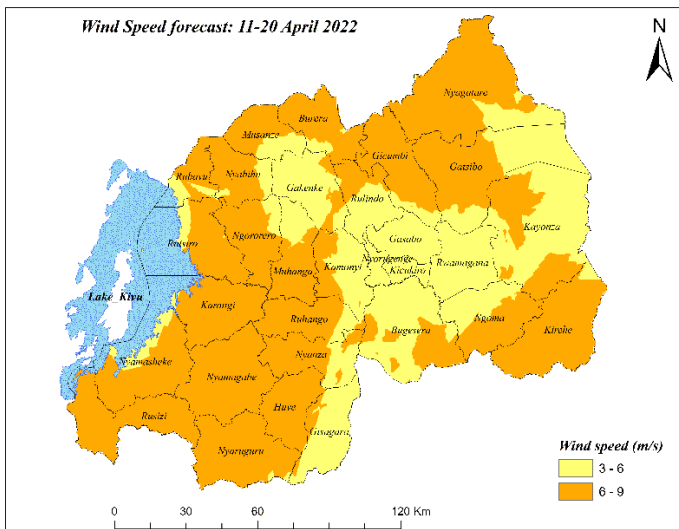 Wind Speed forecast: 11-20 April 2022
N
Nyagatare
Burera
Musanze
Gicumbi
Gatsibo
Rubavu
Nyabihu
Gakenke
Rulindo
Kayonza
Rutsiro
Ngororero
Gasabo
Muhanga
Kamonyi
Nyarugenge
Kicukiro
Rwamagana
Lake_Kivu
Karongi
Ruhango
Bugesera
Ngoma
Kirehe
Nyamasheke
Nyanza
Nyamagabe
Huye
Rusizi
Gisagara
Nyaruguru
Wind speed (m/s)
3 - 6
6 - 9
0 30 60 120 Km